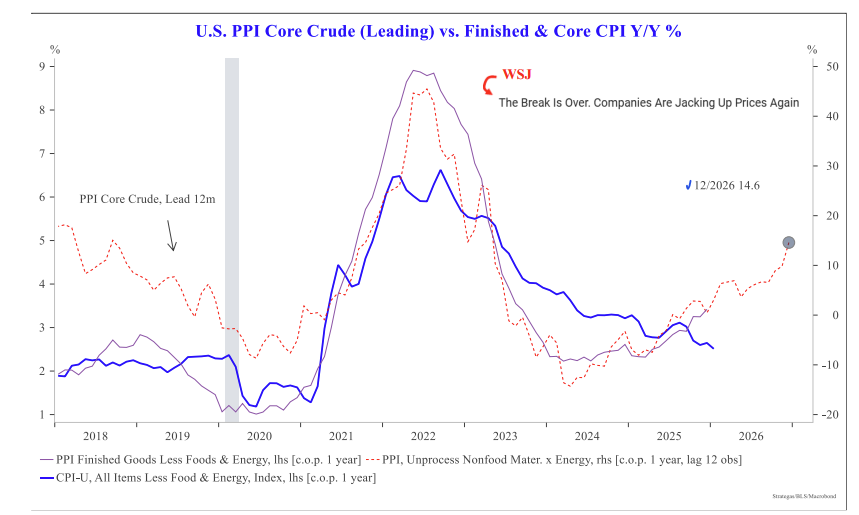 U.S. PPI Core Crude (Leading) vs. Finished & Core CPI Y/Y %
% %
WSJ
The Break Is Over. Companies Are Jacking Up Prices Again
12/2026 14.6
PPI Core Crude, Lead 12m
9 50
8 40
7 30
6 20
5 10
4 0
3 -10
2 -20
1
2018 2019 2020 2021 2022 2023 2024 2025 2026
PPI Finished Goods Less Foods & Energy, lhs [c.o.p. 1 year] PPI, Unprocess Nonfood Mater. x Energy, rhs [c.o.p. 1 year, lag 12 obs]
CPI-U, All Items Less Food & Energy, Index, lhs [c.o.p. 1 year]
Strategas/BLS/Macrobond